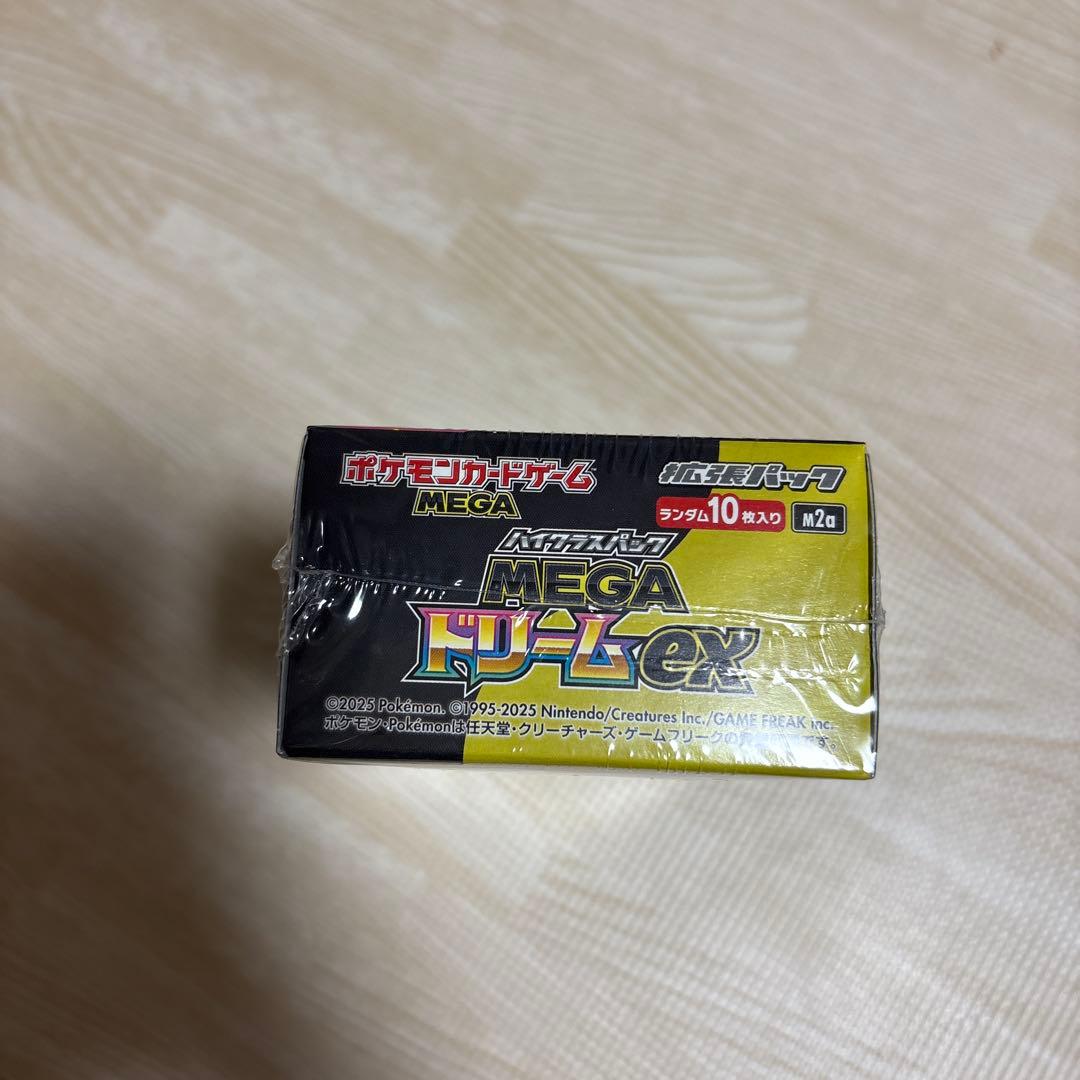 ポケモンカードゲーム
MEGA
拡張パック
ランダム10枚入り
M2a
ハイクラスパック
MEGA
ドリームex
©2025 Pokémon. ©1995-2025 Nintendo/Creatures Inc./GAME FREAK inc.
ポケモン・Pokémonは任天堂・クリーチャーズ・ゲームフリークの です。